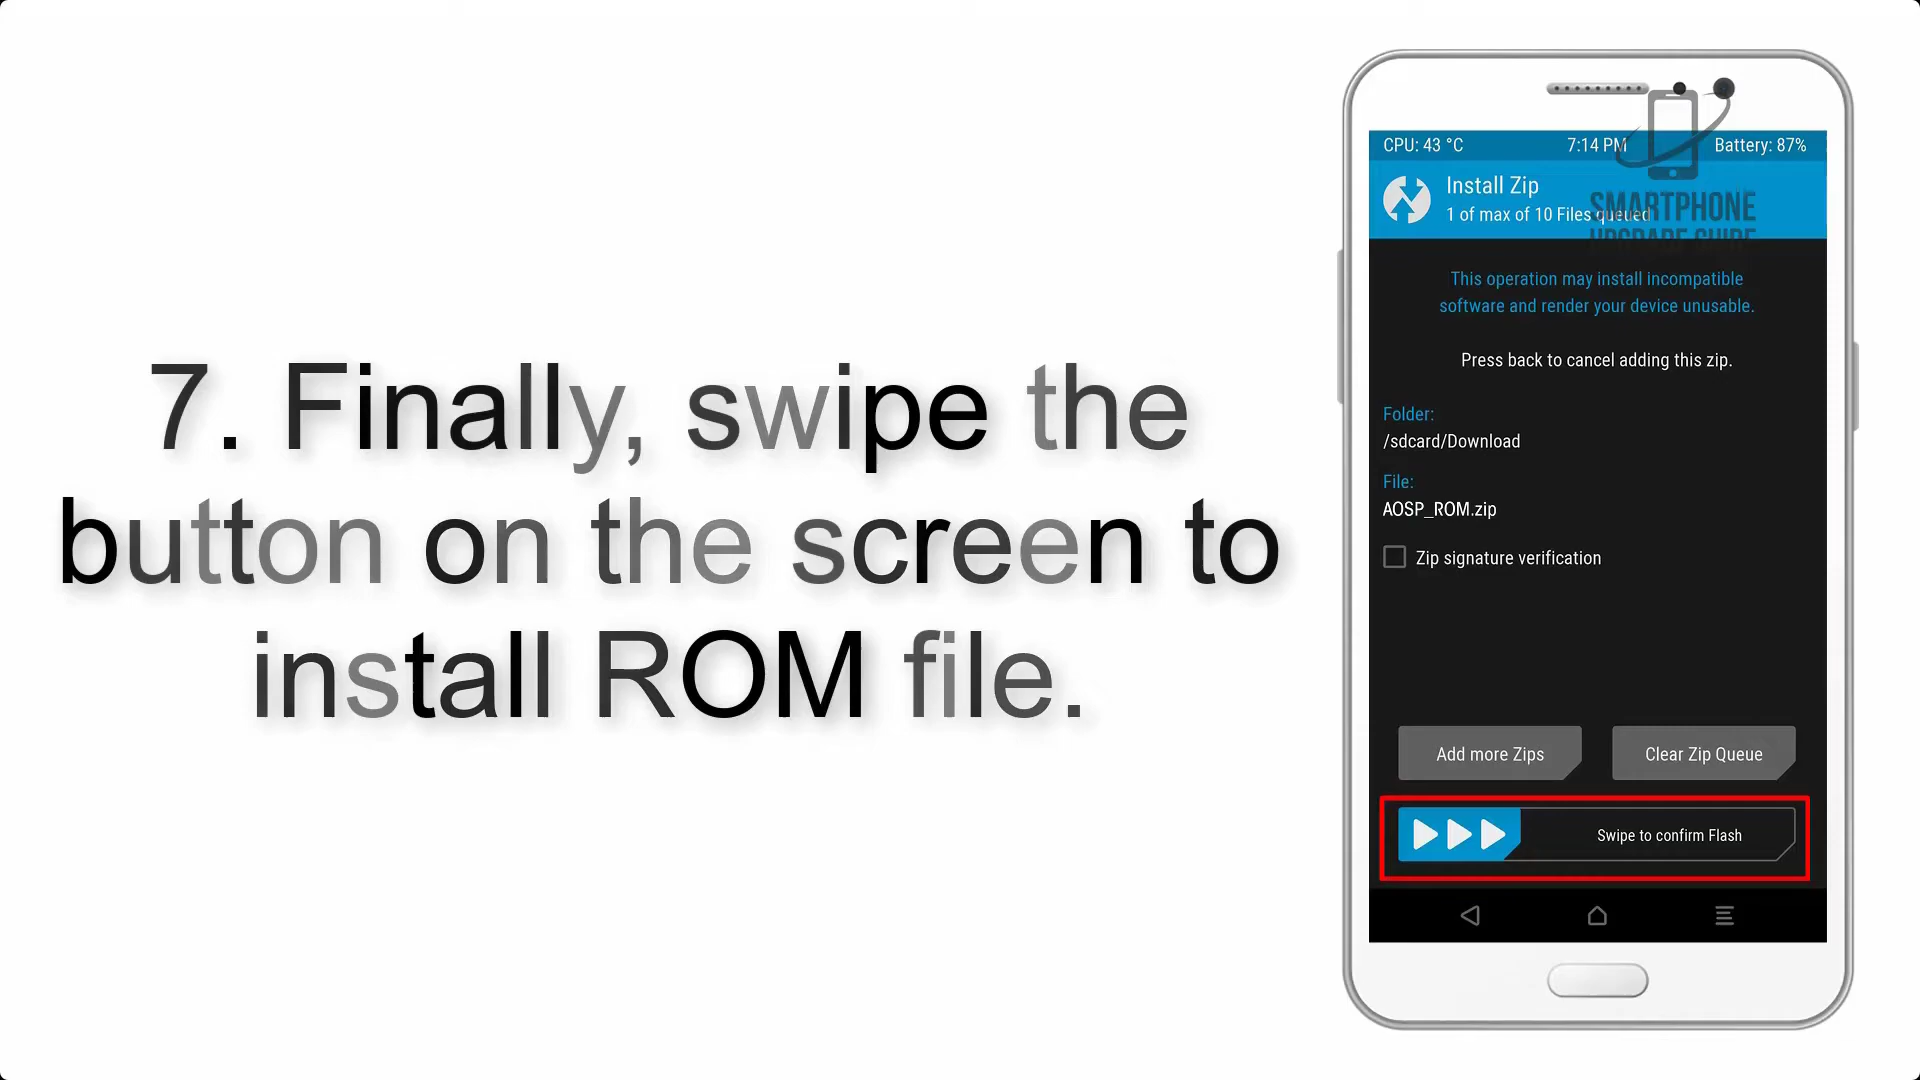 7. Finally, swipe the
button on the screen to
install ROM file.
CPU: 43 °C 7:14 PM Battery: 87%
Install Zip
1 of max of 10 Files queued
SMARTPHONE
UPGRADE GUIDE
This operation may install incompatible
software and render your device unusable.
Press back to cancel adding this zip.
Folder:
/sdcard/Download
File:
AOSP_ROM.zip
Zip signature verification
Add more Zips Clear Zip Queue
Swipe to confirm Flash